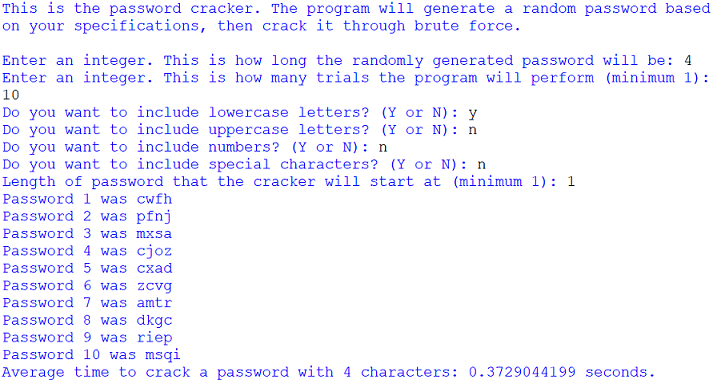 This is the password cracker. The program will generate a random password based
on your specifications, then crack it through brute force.
Enter an integer. This is how long the randomly generated password will be: 4
Enter an integer. This is how many trials the program will perform (minimum 1):
10
Do you want to include lowercase letters? (Y or N): y
Do you want to include uppercase letters? (Y or N): n
Do you want to include numbers? (Y or N): n
Do you want to include special characters? (Y or N): n
Length of password that the cracker will start at (minimum 1): 1
Password 1 was cwfh
Password 2 was pfnj
Password 3 was mxsa
Password 4 was cjoz
Password 5 was cxad
Password 6 was zcvg
Password 7 was amtr
Password 8 was dkgc
Password 9 was riep
Password 10 was msqi
Average time to crack a password with 4 characters: 0.3729044199 seconds.